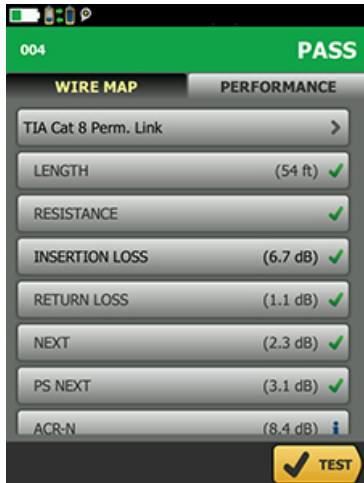 004 PASS
WIRE MAP PERFORMANCE
TIA Cat 8 Perm. Link
LENGTH (54 ft)
RESISTANCE
INSERTION LOSS (6.7 dB)
RETURN LOSS (1.1 dB)
NEXT (2.3 dB)
PS NEXT (3.1 dB)
ACR-N (8.4 dB) i
TEST